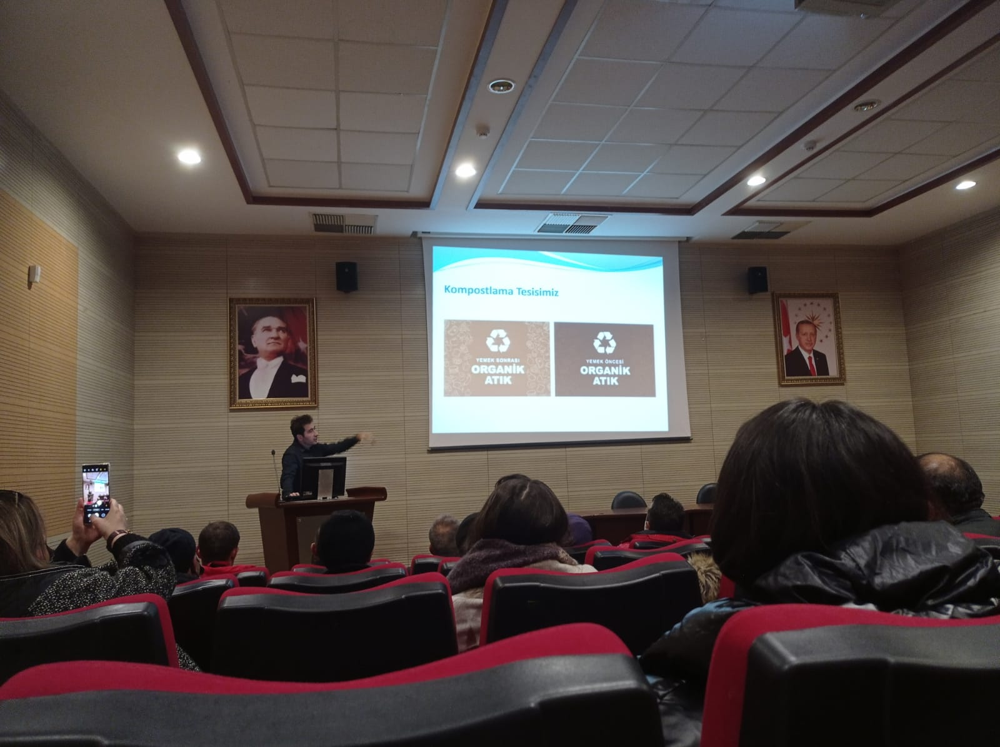 Kompostlama Tesisimiz
YEMEK SONRASI
ORGANİK
ATIK
YEMEK ÖNCESİ
ORGANİK
ATIK